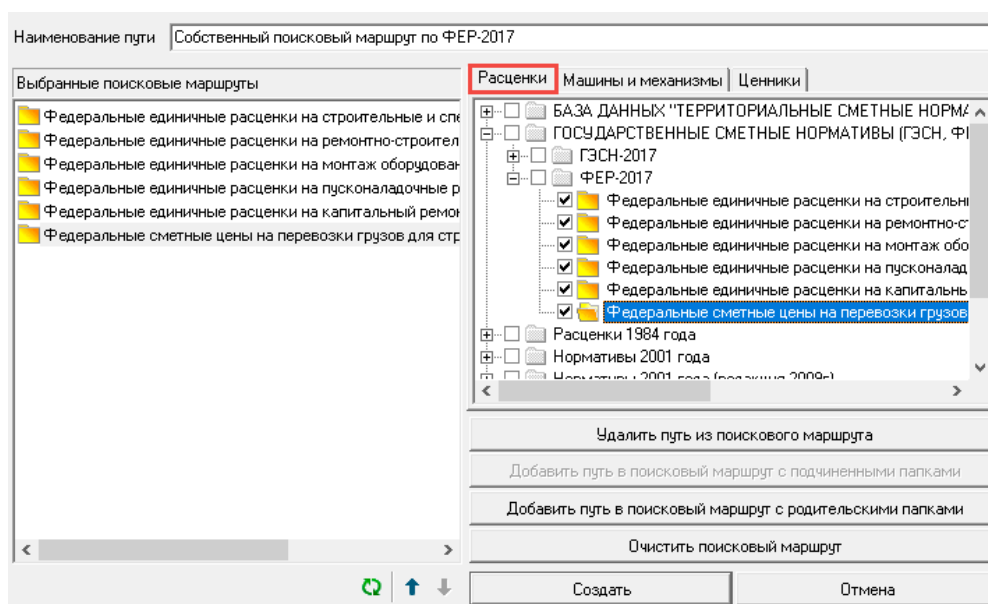 Наименование пути Собственный поисковый маршрут по ФЕР-2017
Выбранные поисковые маршруты
Федеральные единичные расценки на строительные и спе
Федеральные единичные расценки на ремонтно-строител
Федеральные единичные расценки на монтаж оборудован
Федеральные единичные расценки на пусконаладочные р
Федеральные единичные расценки на капитальный ремон
Федеральные сметные цены на перевозки грузов для стр
Расценки Машины и механизмы Ценники
БАЗА ДАННЫХ "ТЕРРИТОРИАЛЬНЫЕ СМЕТНЫЕ НОРМА
ГОСУДАРСТВЕННЫЕ СМЕТНЫЕ НОРМАТИВЫ (ГЭСН, ФЕ
ГЭСН-2017
ФЕР-2017
Федеральные единичные расценки на строительн
Федеральные единичные расценки на ремонтно-с
Федеральные единичные расценки на монтаж обо
Федеральные единичные расценки на пусконалад
Федеральные единичные расценки на капитальн
Федеральные сметные цены на перевозки грузов
Расценки 1984 года
Нормативы 2001 года
Нормативы 2001 года (редакция 2009г)
Удалить путь из поискового маршрута
Добавить путь в поисковый маршрут с подчиненными папками
Добавить путь в поисковый маршрут с родительскими папками
Очистить поисковый маршрут
Создать Отмена